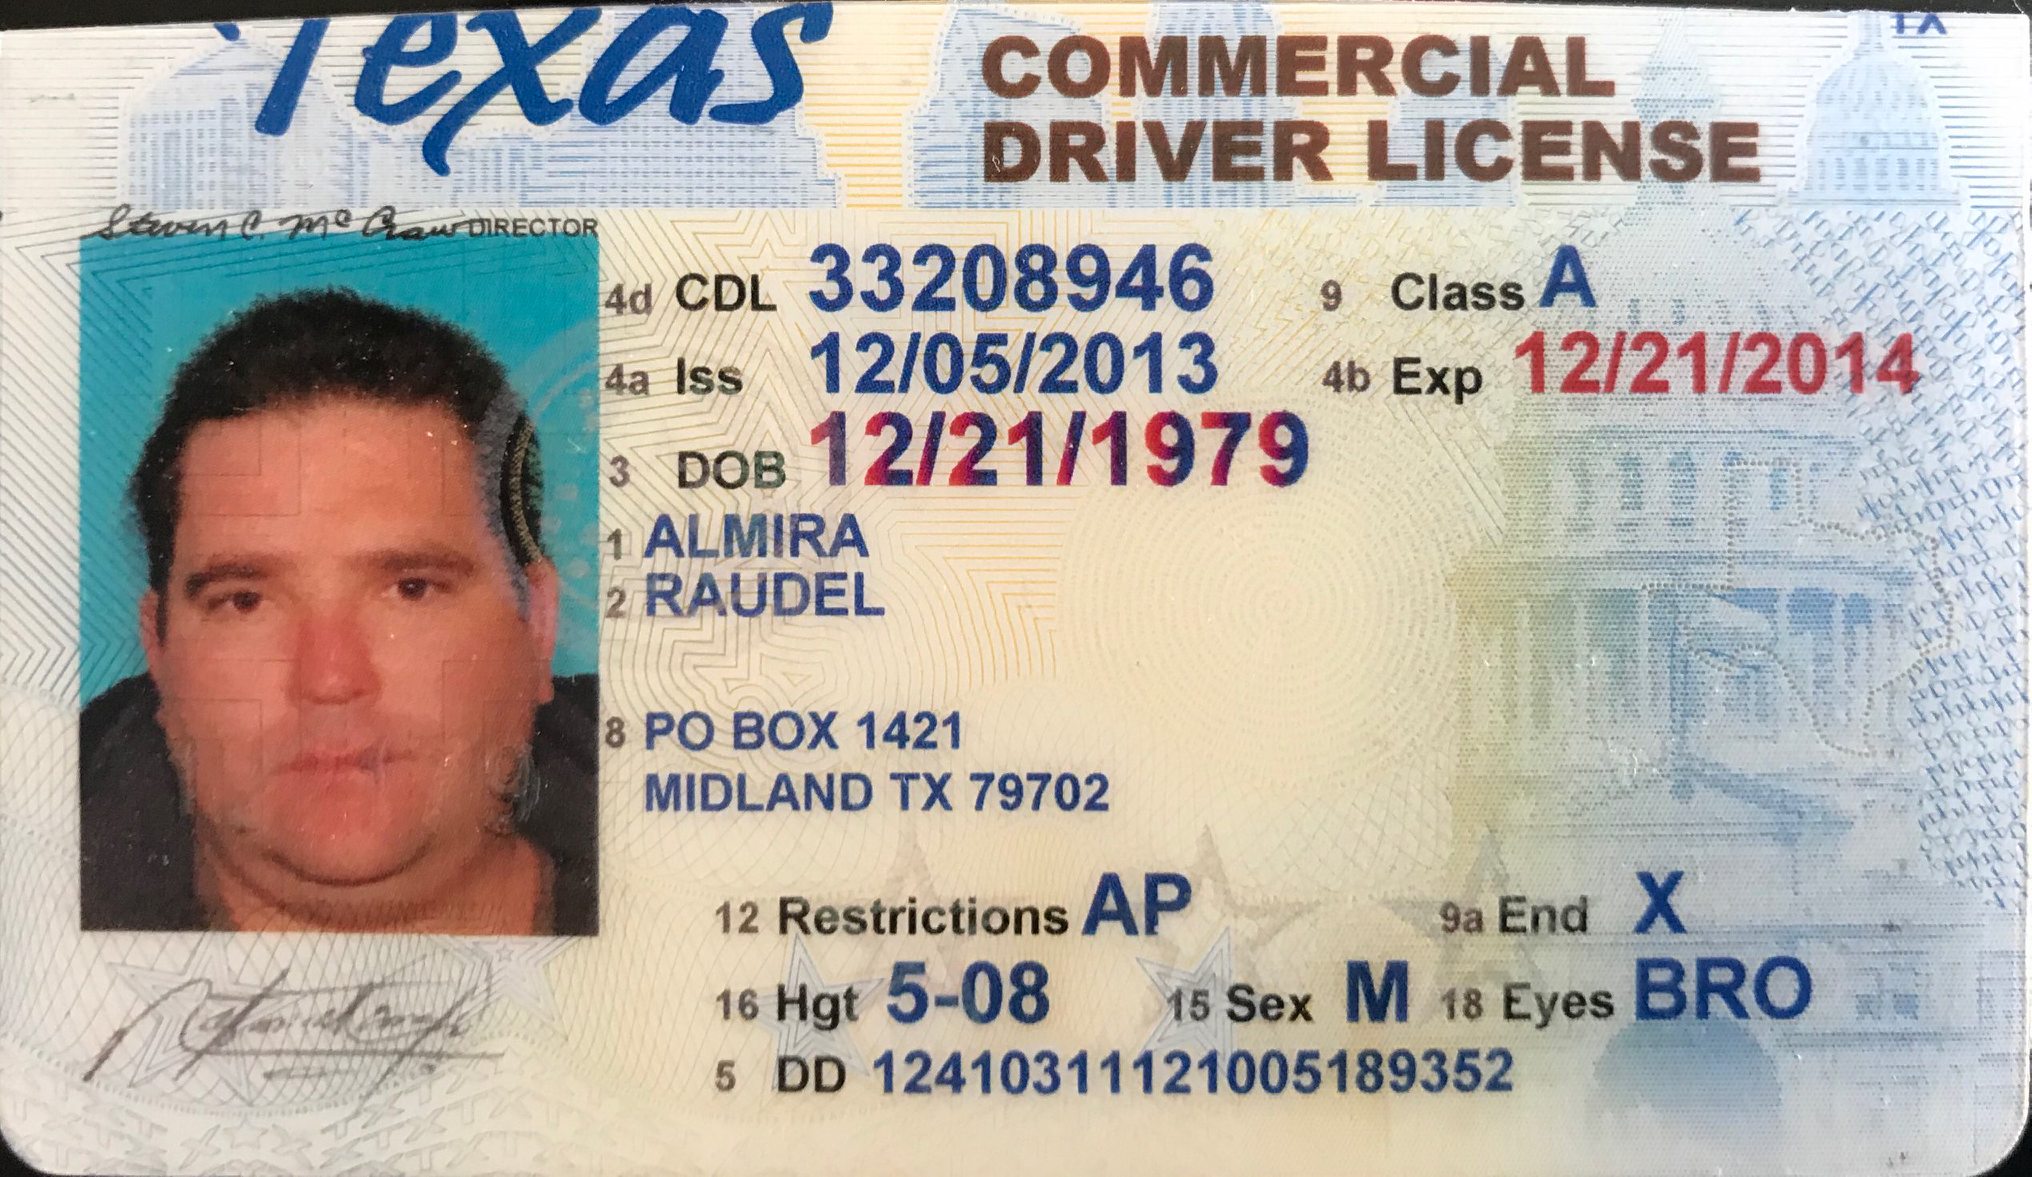 Texas
COMMERCIAL
DRIVER LICENSE
TX
Steven C. McCraw DIRECTOR
4d CDL 33208946 9 Class A
4a Iss 12/05/2013 4b Exp 12/21/2014
3 DOB 12/21/1979
1 ALMIRA
2 RAUDEL
8 PO BOX 1421
MIDLAND TX 79702
12 Restrictions AP 9a End X
16 Hgt 5-08 15 Sex M 18 Eyes BRO
5 DD 12410311121005189352